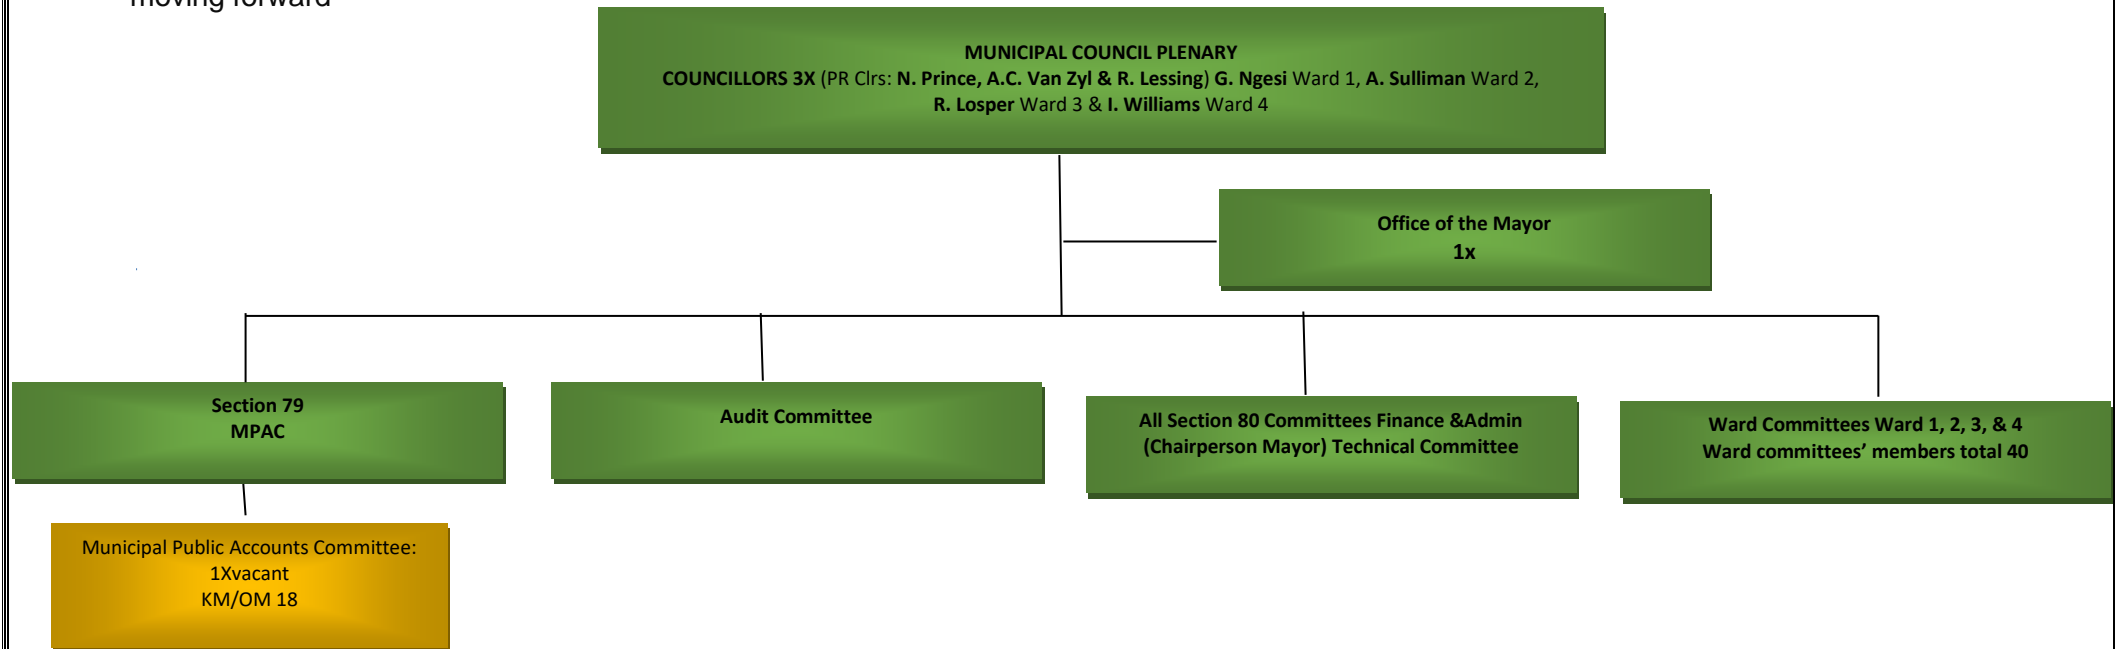 moving forward
MUNICIPAL COUNCIL PLENARY
COUNCILLORS 3X (PR Clrs: N. Prince, A.C. Van Zyl & R. Lessing) G. Ngesi Ward 1, A. Sulliman Ward 2,
R. Losper Ward 3 & I. Williams Ward 4
Office of the Mayor
1x
Section 79
MPAC
Audit Committee
All Section 80 Committees Finance &Admin
(Chairperson Mayor) Technical Committee
Ward Committees Ward 1, 2, 3, & 4
Ward committees’ members total 40
Municipal Public Accounts Committee:
1Xvacant
KM/OM 18